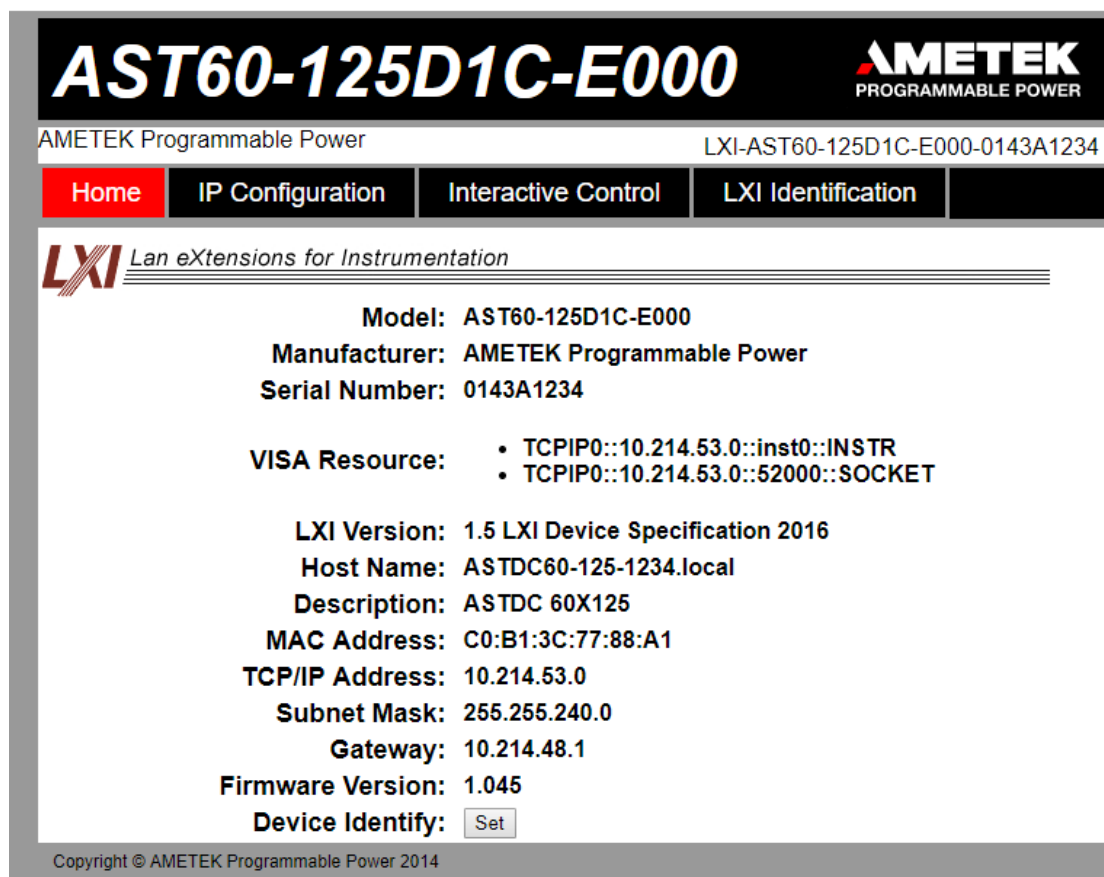 AST60-125D1C-E000
AMETEK
PROGRAMMABLE POWER
AMETEK Programmable Power
LXI-AST60-125D1C-E000-0143A1234
Home IP Configuration Interactive Control LXI Identification
LXI Lan eXtensions for Instrumentation
Model: AST60-125D1C-E000
Manufacturer: AMETEK Programmable Power
Serial Number: 0143A1234
VISA Resource:
• TCPIP0::10.214.53.0::inst0::INSTR
• TCPIP0::10.214.53.0::52000::SOCKET
LXI Version: 1.5 LXI Device Specification 2016
Host Name: ASTDC60-125-1234.local
Description: ASTDC 60X125
MAC Address: C0:B1:3C:77:88:A1
TCP/IP Address: 10.214.53.0
Subnet Mask: 255.255.240.0
Gateway: 10.214.48.1
Firmware Version: 1.045
Device Identify: Set
Copyright © AMETEK Programmable Power 2014